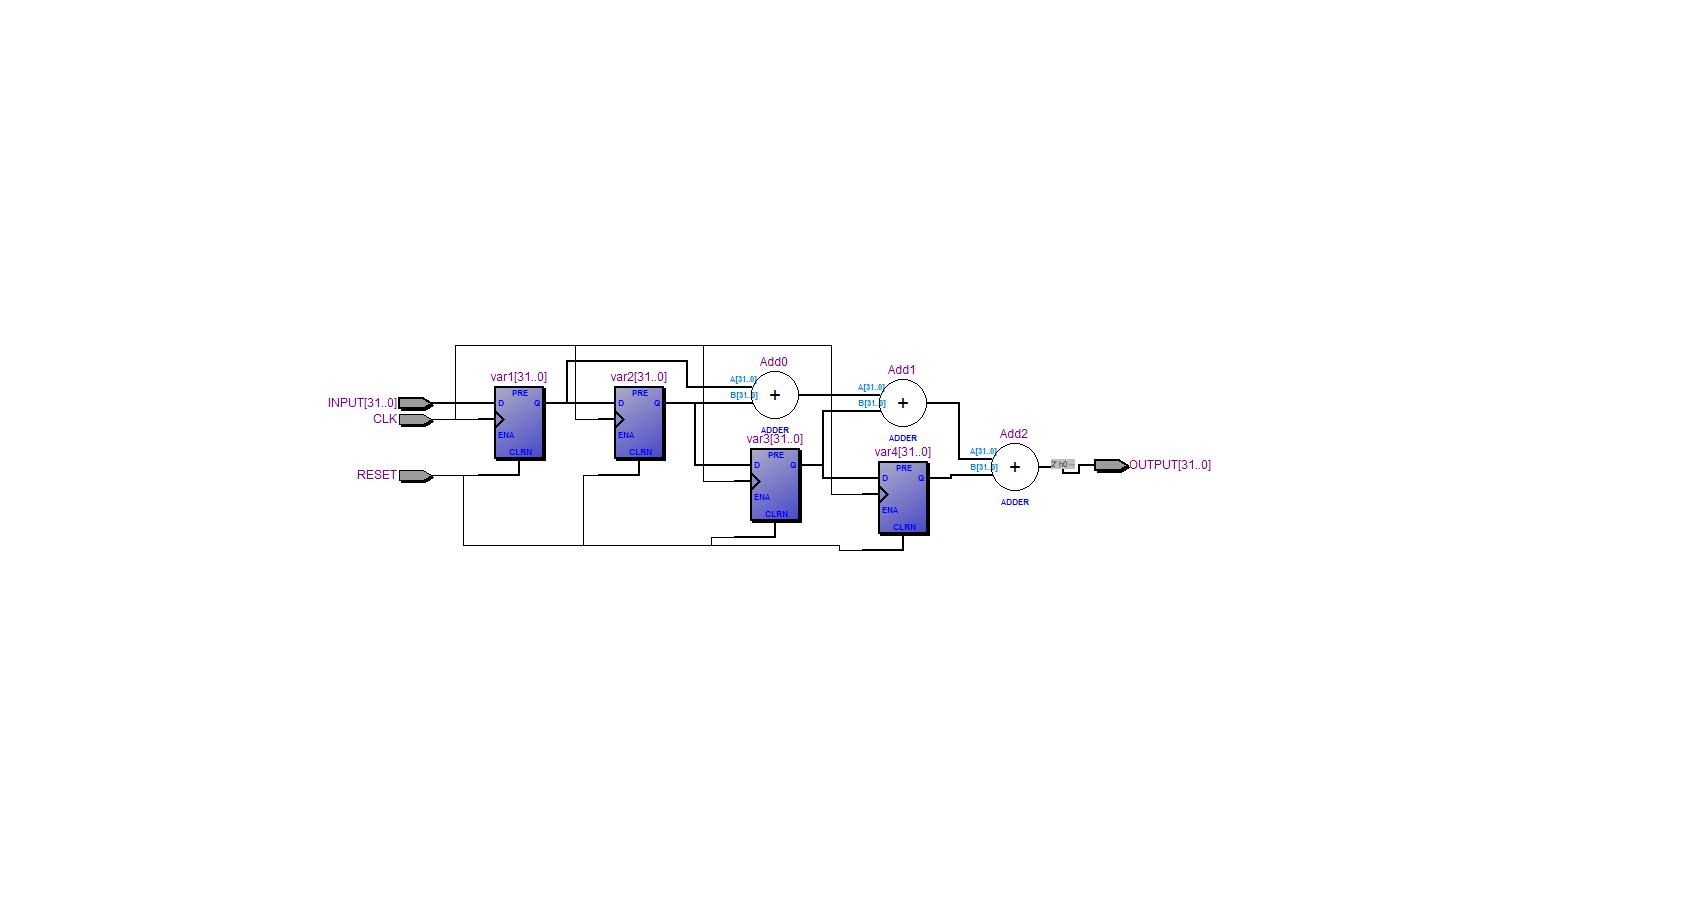 INPUT[31..0]
CLK
RESET
var1[31..0]
PRE
D
Q
ENA
CLRN
var2[31..0]
PRE
D
Q
ENA
CLRN
Add0
A[31..0]
B[31..0]
+
ADDER
var3[31..0]
PRE
D
Q
ENA
CLRN
Add1
A[31..0]
B[31..0]
+
ADDER
var4[31..0]
PRE
D
Q
ENA
CLRN
Add2
A[31..0]
B[31..0]
+
ADDER
2' h0 --
OUTPUT[31..0]